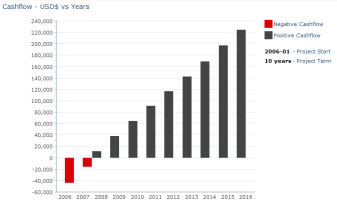 Cashflow - USD$ vs Years
240,000
220,000
200,000
180,000
160,000
140,000
120,000
100,000
80,000
60,000
40,000
20,000
0
-20,000
-40,000
-60,000
2006 2007 2008 2009 2010 2011 2012 2013 2014 2015 2016
Negative Cashflow
Positive Cashflow
2006-01 - Project Start
10 years - Project Term